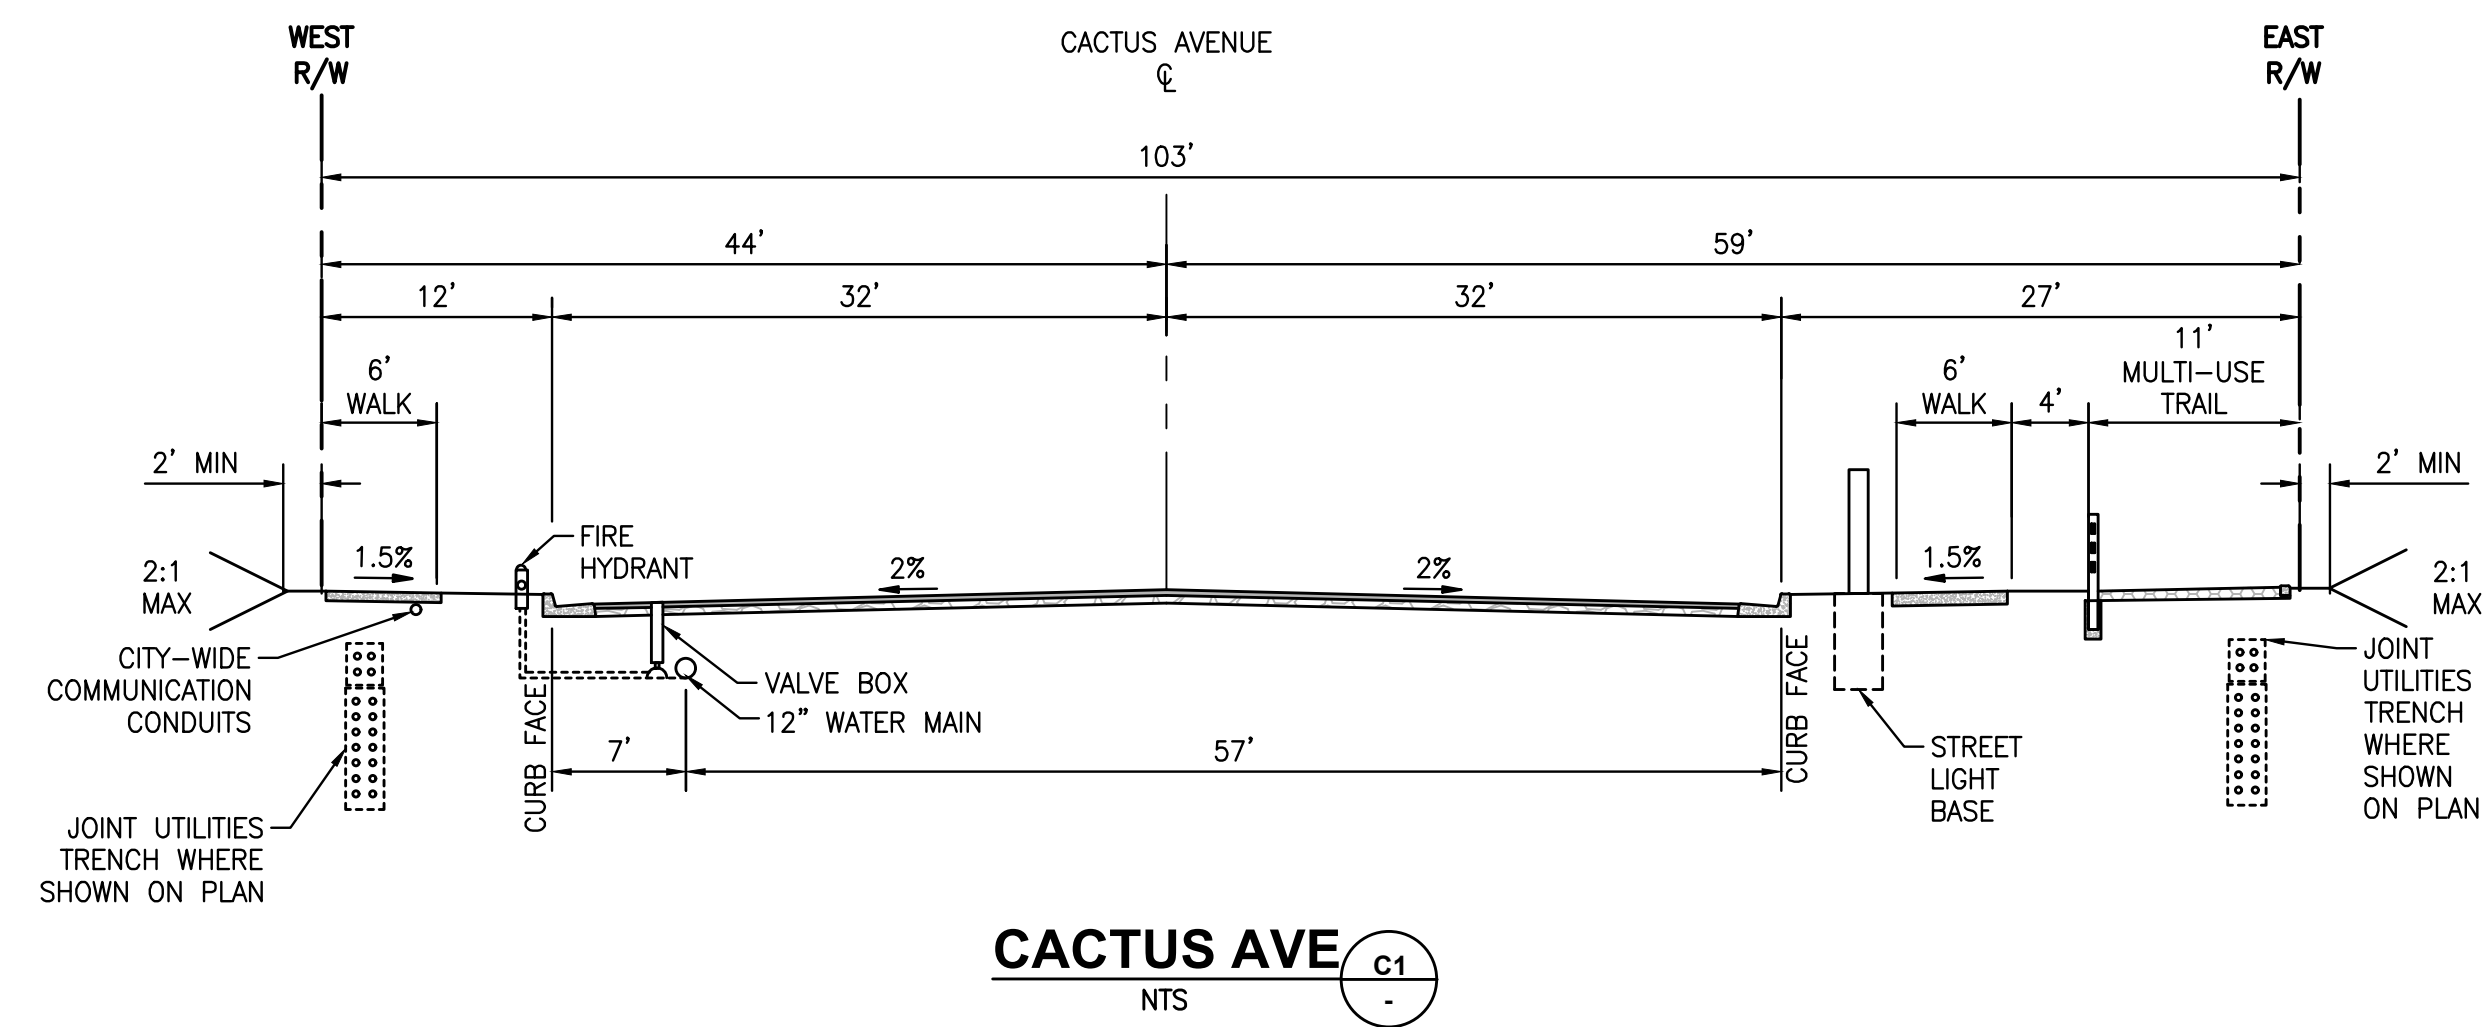 WEST
R/W
CACTUS AVENUE
℄
EAST
R/W
103'
44'
59'
12'
32'
32'
27'
6'
WALK
6'
WALK
4'
11'
MULTI-USE
TRAIL
2' MIN
2' MIN
2:1
MAX
1.5%
FIRE
HYDRANT
2%
2%
1.5%
2:1
MAX
CITY-WIDE
COMMUNICATION
CONDUITS
JOINT UTILITIES
TRENCH WHERE
SHOWN ON PLAN
CURB FACE
VALVE BOX
12" WATER MAIN
7'
57'
CURB FACE
STREET
LIGHT
BASE
JOINT
UTILITIES
TRENCH
WHERE
SHOWN
ON PLAN
CACTUS AVE
C1
-
NTS